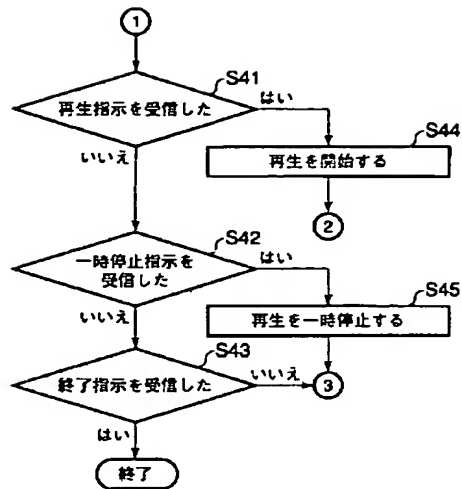 1
S41
再生指示を受信した
はい
S44
いいえ
再生を開始する
2
S42
一時停止指示を
受信した
はい
S45
いいえ
再生を一時停止する
S43
終了指示を受信した
いいえ
3
はい
終了